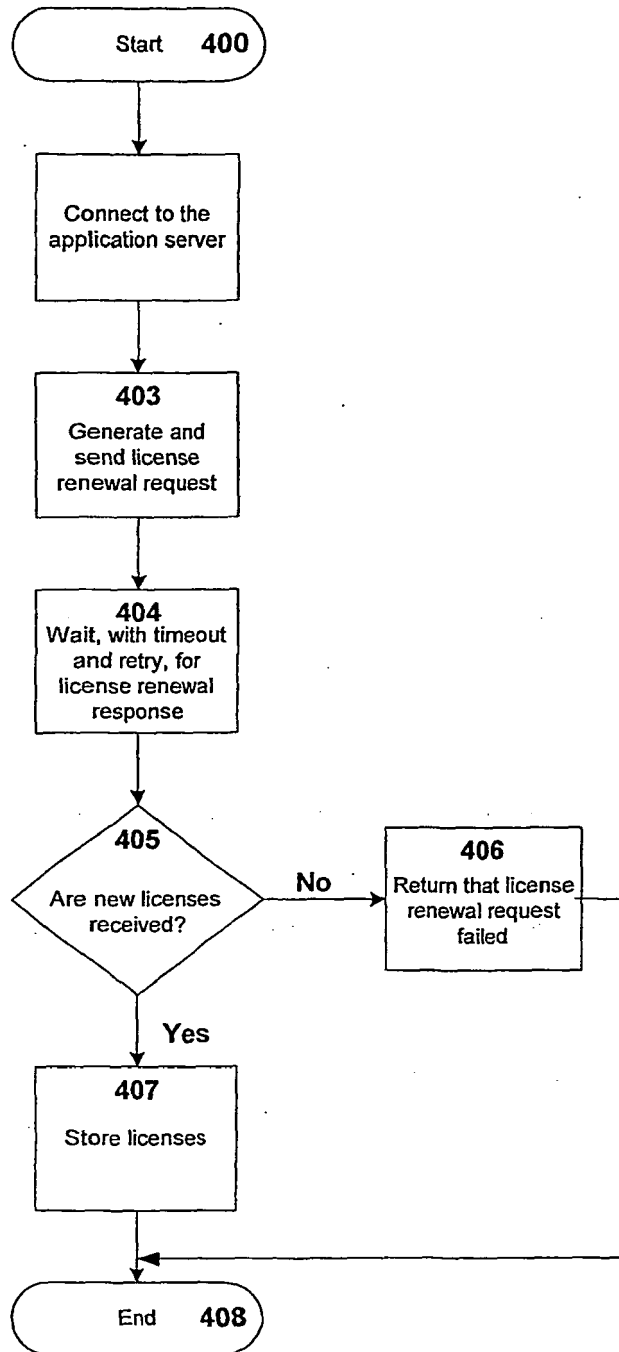 Start 400
Connect to the
application server
403
Generate and
send license
renewal request
404
Wait, with timeout
and retry, for
license renewal
response
405
Are new licenses
received?
No
406
Return that license
renewal request
failed
Yes
407
Store licenses
End 408